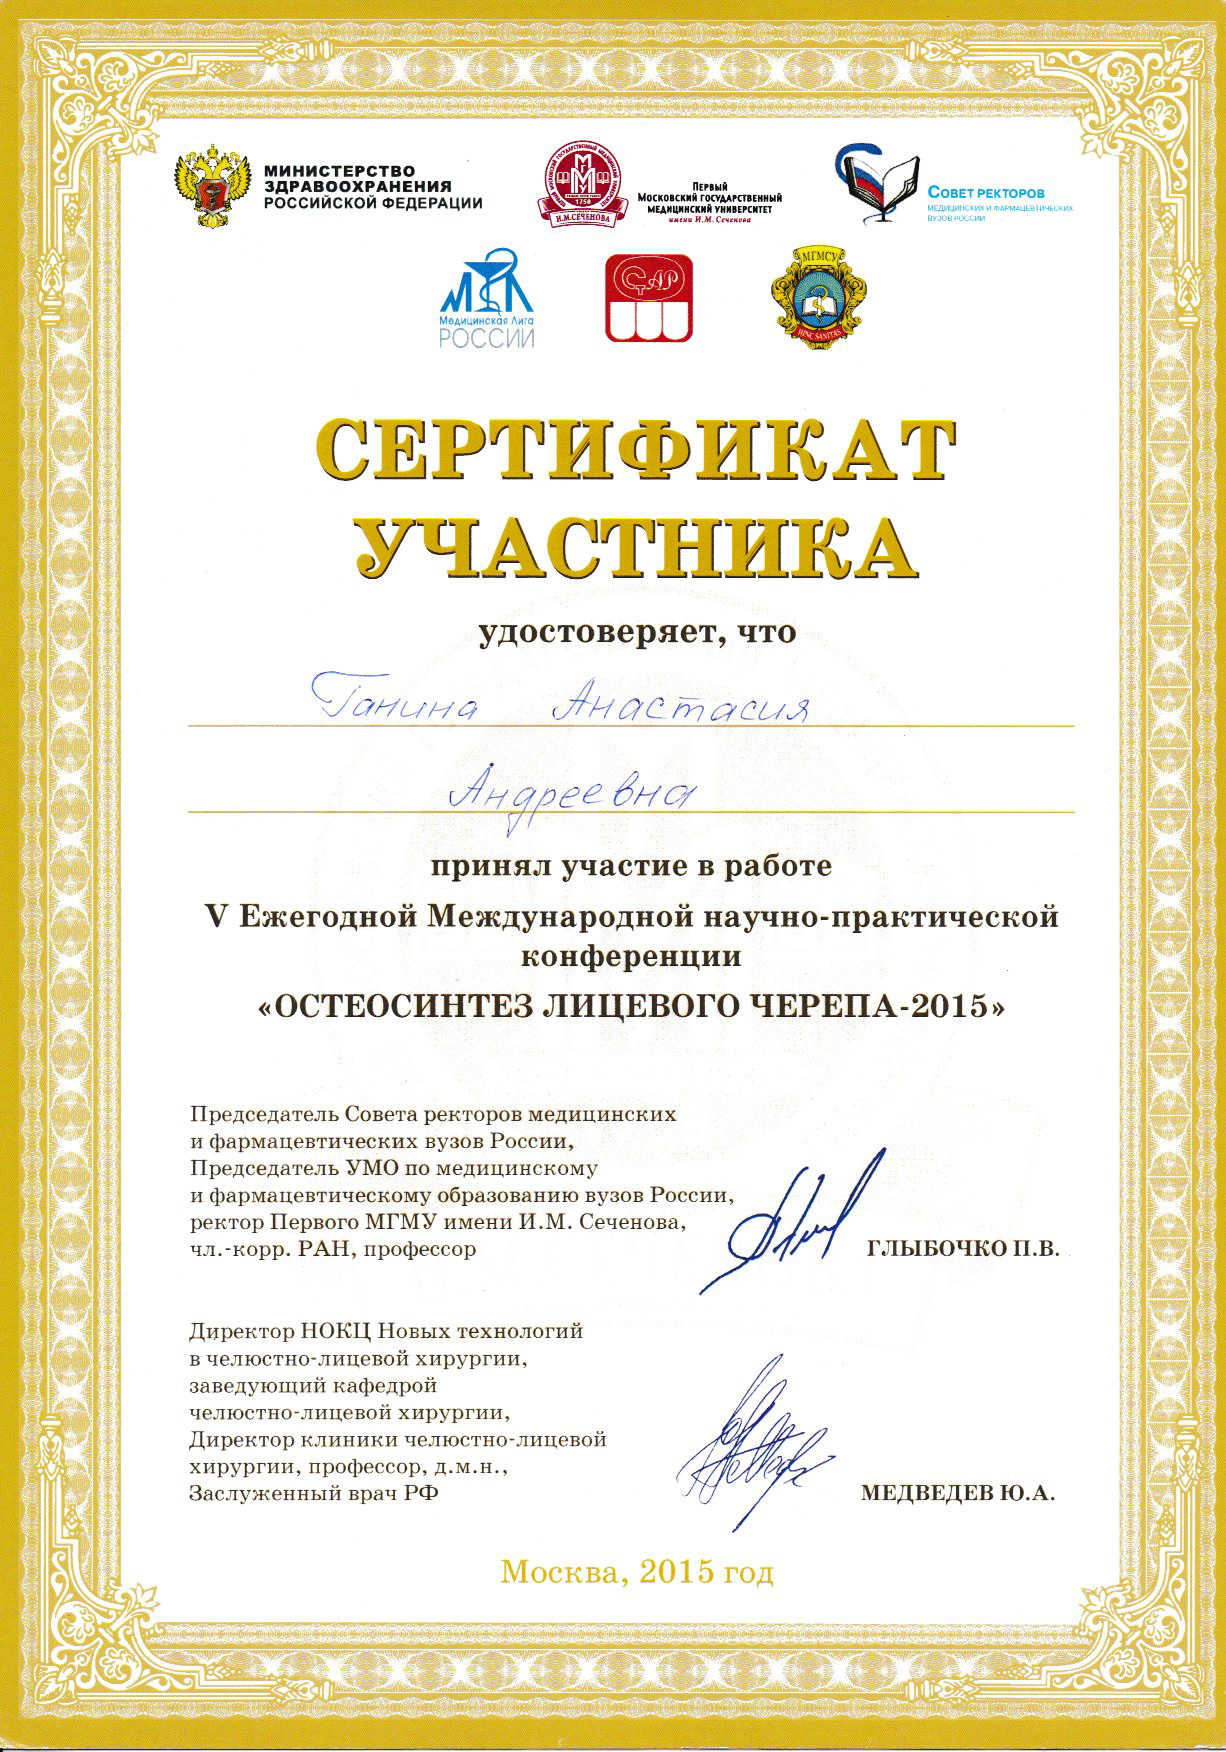 МИНИСТЕРСТВО
ЗДРАВООХРАНЕНИЯ
РОССИЙСКОЙ ФЕДЕРАЦИИ
1758
И.М.СЕЧЕНОВА
Первый
Московский государственный
медицинский университет
имени И.М. Сеченова
Совет ректоров
медицинских и фармацевтических
вузов России
Медицинская Лига
РОССИИ
СтАР
МГМСУ
HINC SANITAS
СЕРТИФИКАТ
УЧАСТНИКА
удостоверяет, что
Ганина Анастасия
Андреевна
принял участие в работе
V Ежегодной Международной научно-практической
конференции
«ОСТЕОСИНТЕЗ ЛИЦЕВОГО ЧЕРЕПА-2015»
Председатель Совета ректоров медицинских
и фармацевтических вузов России,
Председатель УМО по медицинскому
и фармацевтическому образованию вузов России,
ректор Первого МГМУ имени И.М. Сеченова,
чл.-корр. РАН, профессор
ГЛЫБОЧКО П.В.
Директор НОКЦ Новых технологий
в челюстно-лицевой хирургии,
заведующий кафедрой
челюстно-лицевой хирургии,
Директор клиники челюстно-лицевой
хирургии, профессор, д.м.н.,
Заслуженный врач РФ
МЕДВЕДЕВ Ю.А.
Москва, 2015 год